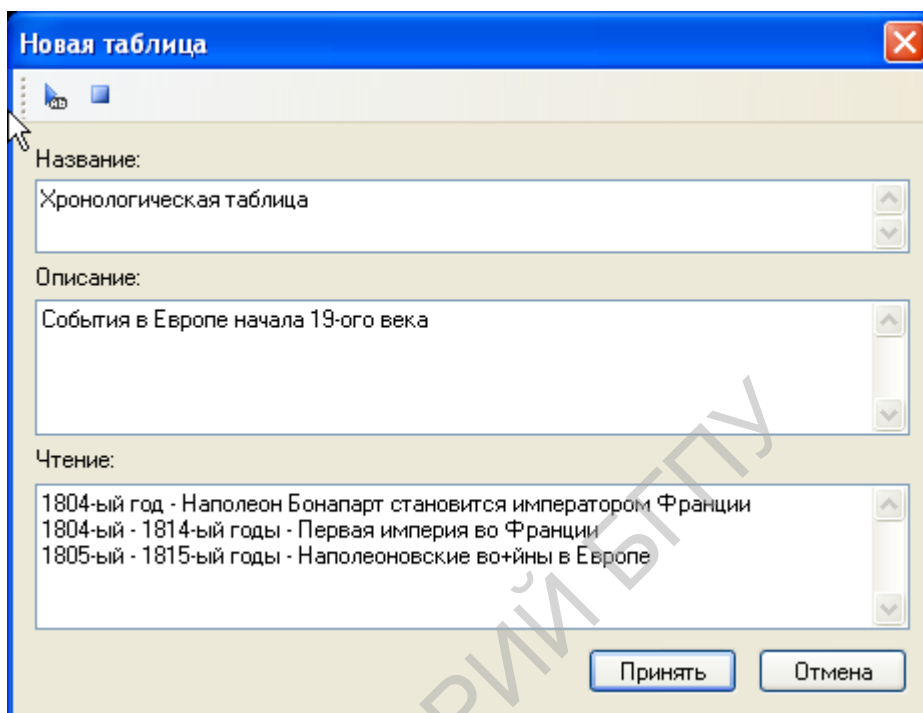 Новая таблица
Название:
Хронологическая таблица
Описание:
События в Европе начала 19-ого века
Чтение:
1804-ый год - Наполеон Бонапарт становится императором Франции
1804-ый - 1814-ый годы - Первая империя во Франции
1805-ый - 1815-ый годы - Наполеоновские во+йны в Европе
Принять
Отмена
РИЙ БГПУ